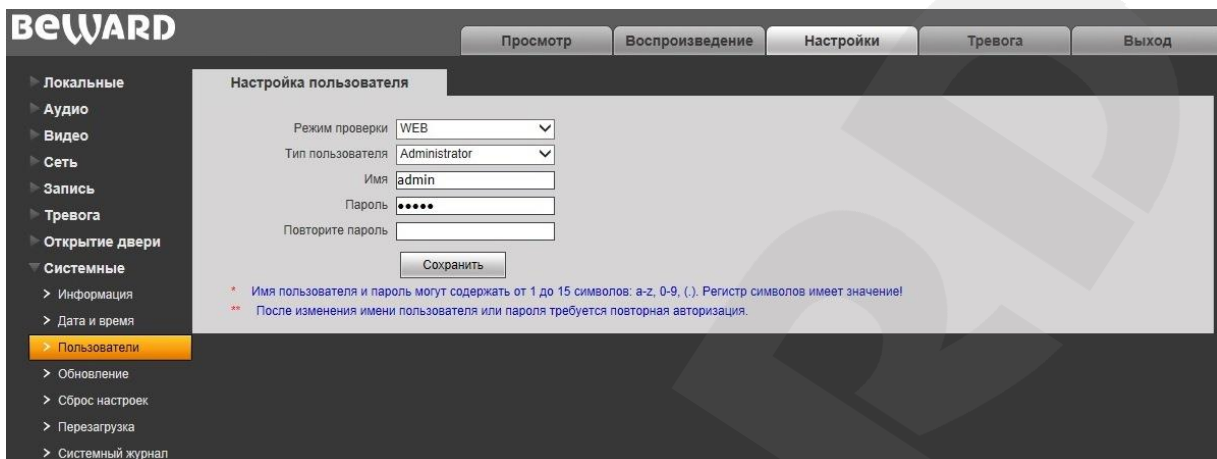 BEWARD
Просмотр
Воспроизведение
Настройки
Тревога
Выход
Локальные
Аудио
Видео
Сеть
Запись
Тревога
Открытие двери
Системные
Информация
Дата и время
Пользователи
Обновление
Сброс настроек
Перезагрузка
Системный журнал
Настройка пользователя
Режим проверки WEB
Тип пользователя Administrator
Имя admin
Пароль •••••
Повторите пароль
Сохранить
* Имя пользователя и пароль могут содержать от 1 до 15 символов: a-z, 0-9, (.). Регистр символов имеет значение!
** После изменения имени пользователя или пароля требуется повторная авторизация.